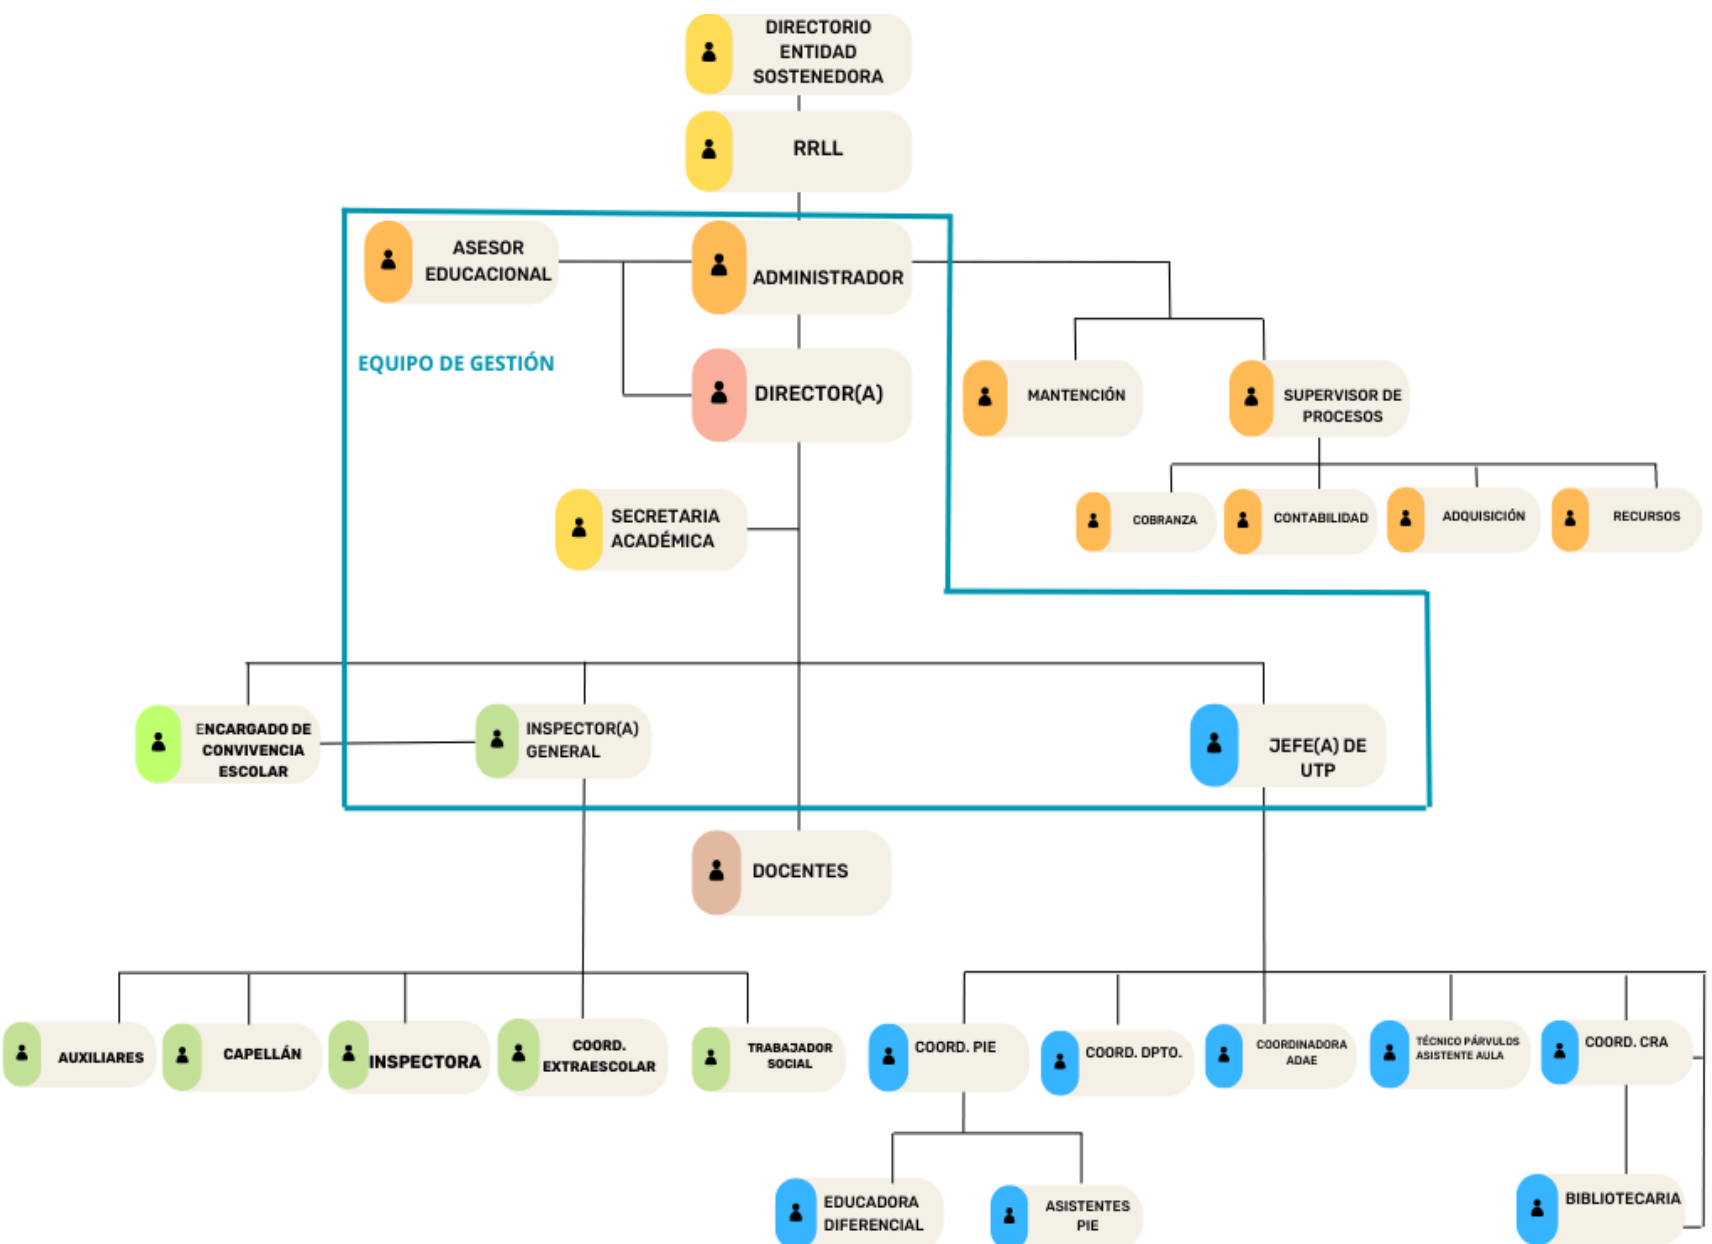 DIRECTORIO
ENTIDAD
SOSTENEDORA
RRLL
ASESOR
EDUCACIONAL
ADMINISTRADOR
EQUIPO DE GESTIÓN
DIRECTOR(A)
MANTENCIÓN
SUPERVISOR DE
PROCESOS
SECRETARIA
ACADÉMICA
COBRANZA
CONTABILIDAD
ADQUISICIÓN
RECURSOS
ENCARGADO DE
CONVIVENCIA
ESCOLAR
INSPECTOR(A)
GENERAL
JEFE(A) DE
UTP
DOCENTES
AUXILIARES
CAPELLÁN
INSPECTORA
COORD.
EXTRAESCOLAR
TRABAJADOR
SOCIAL
COORD. PIE
COORD. DPTO.
COORDINADORA
ADAE
TÉCNICO PÁRVULOS
ASISTENTE AULA
COORD. CRA
EDUCADORA
DIFERENCIAL
ASISTENTES
PIE
BIBLIOTECARIA